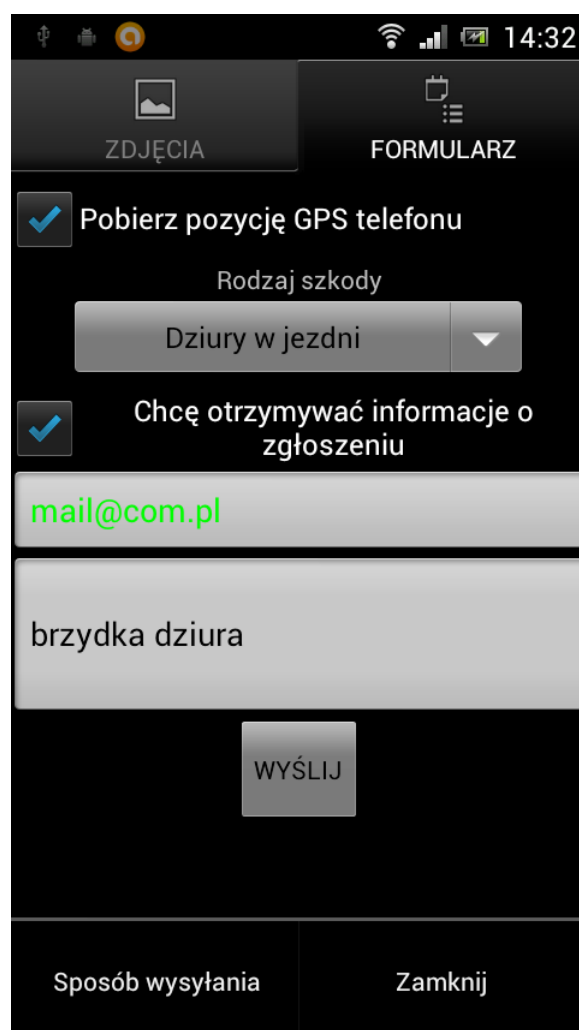 14:32
ZDJĘCIA
FORMULARZ
Pobierz pozycję GPS telefonu
Rodzaj szkody
Dziury w jezdni
Chcę otrzymywać informacje o
zgłoszeniu
mail@com.pl
brzydka dziura
WYŚLIJ
Sposób wysyłania
Zamknij